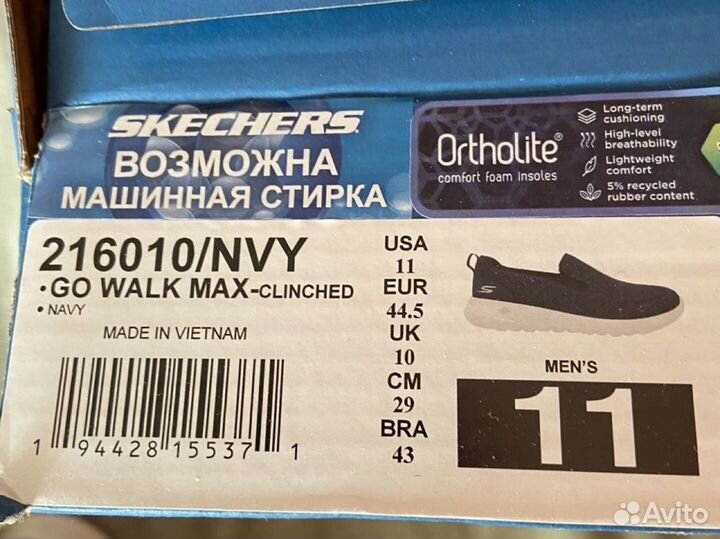 SKECHERS
ВОЗМОЖНА
МАШИННАЯ СТИРКА
Ortholite®
comfort foam insoles
Long-term
cushioning
High-level
breathability
Lightweight
comfort
5% recycled
rubber content
216010/NVY
•GO WALK MAX-CLINCHED
• NAVY
MADE IN VIETNAM
1 94428 15537 1
USA
11
EUR
44.5
UK
10
CM
29
BRA
43
S
MEN'S
11
Avito